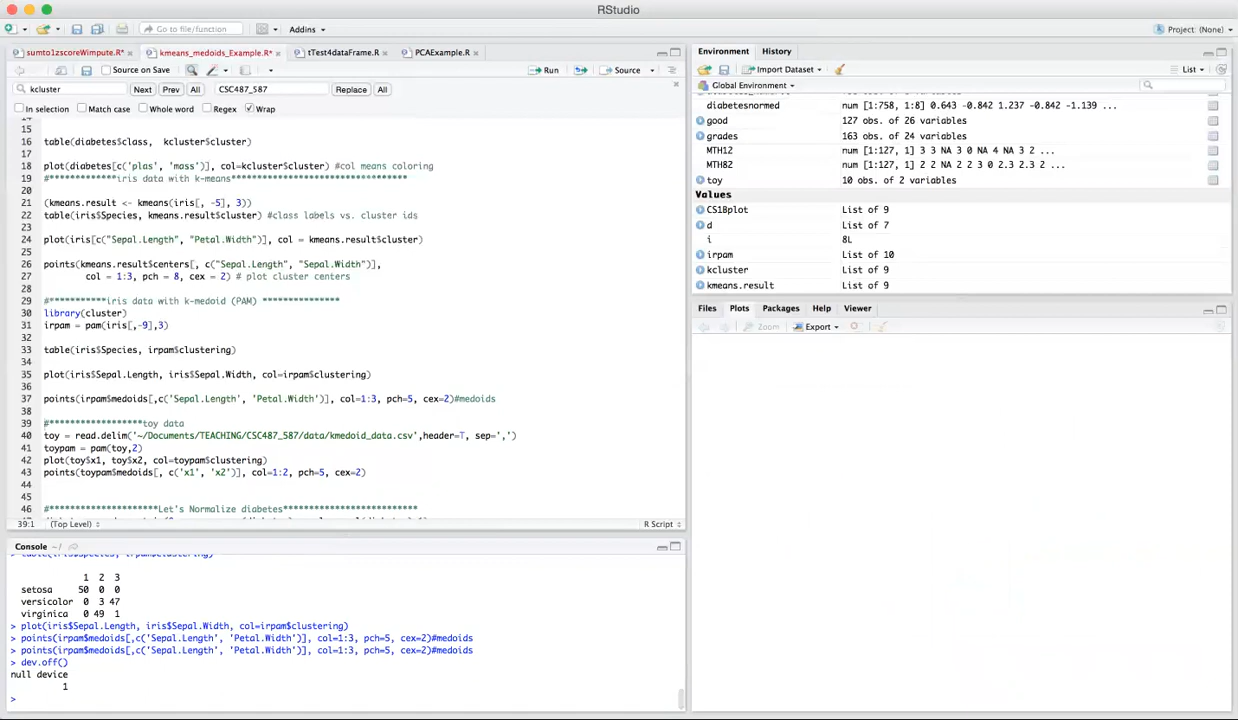 RStudio
Go to file/function
Addins
Project: (None)
sumto1zscoreWimpute.R*
kmeans_medoids_Example.R*
tTest4dataFrame.R
PCAExample.R
Source on Save
Run
Source
kcluster
Next
Prev
All
CSC487_587
Replace
All
In selection
Match case
Whole word
Regex
Wrap
14
15
16 table(diabetes$class,  kcluster$cluster)
17
18 plot(diabetes[c('plas', 'mass')], col=kcluster$cluster) #col means coloring
19 #*************iris data with k-means**********************************
20
21 (kmeans.result <- kmeans(iris[, -5], 3))
22 table(iris$Species, kmeans.result$cluster) #class labels vs. cluster ids
23
24 plot(iris[c("Sepal.Length", "Petal.Width")], col = kmeans.result$cluster)
25
26 points(kmeans.result$centers[, c("Sepal.Length", "Sepal.Width")],
27 col = 1:3, pch = 8, cex = 2) # plot cluster centers
28
29 #***********iris data with k-medoid (PAM) ***************
30 library(cluster)
31 irpam = pam(iris[,-9],3)
32
33 table(iris$Species, irpam$clustering)
34
35 plot(iris$Sepal.Length, iris$Sepal.Width, col=irpam$clustering)
36
37 points(irpam$medoids[,c('Sepal.Length', 'Petal.Width')], col=1:3, pch=5, cex=2)#medoids
38
39 #******************toy data
40 toy = read.delim('~/Documents/TEACHING/CSC487_587/data/kmedoid_data.csv',header=T, sep=',')
41 toypam = pam(toy,2)
42 plot(toy$x1, toy$x2, col=toypam$clustering)
43 points(toypam$medoids[, c('x1', 'x2')], col=1:2, pch=5, cex=2)
44
45
46 #*********************Let's Normalize diabetes**************************
47
39:1
(Top Level)
R Script
Console ~/
> table(iris$Species, irpam$clustering)
1 2 3
setosa 50 0 0
versicolor 0 3 47
virginica 0 49 1
> plot(iris$Sepal.Length, iris$Sepal.Width, col=irpam$clustering)
> points(irpam$medoids[,c('Sepal.Length', 'Petal.Width')], col=1:3, pch=5, cex=2)#medoids
> points(irpam$medoids[,c('Sepal.Length', 'Petal.Width')], col=1:3, pch=5, cex=2)#medoids
> dev.off()
null device
1
>
Environment
History
Import Dataset
List
Global Environment
diabetesnormed num [1:758, 1:8] 0.643 -0.842 1.237 -0.842 -1.139 ...
good 127 obs. of 26 variables
grades 163 obs. of 24 variables
MTH12 num [1:127, 1] 3 3 NA 3 0 NA 4 NA 3 2 ...
MTH82 num [1:127, 1] 2 2 NA 2 2 3 0 2.3 2.3 2 ...
toy 10 obs. of 2 variables
Values
CS1Bplot List of 9
d List of 7
i 8L
irpam List of 10
kcluster List of 9
kmeans.result List of 9
Files
Plots
Packages
Help
Viewer
Zoom
Export